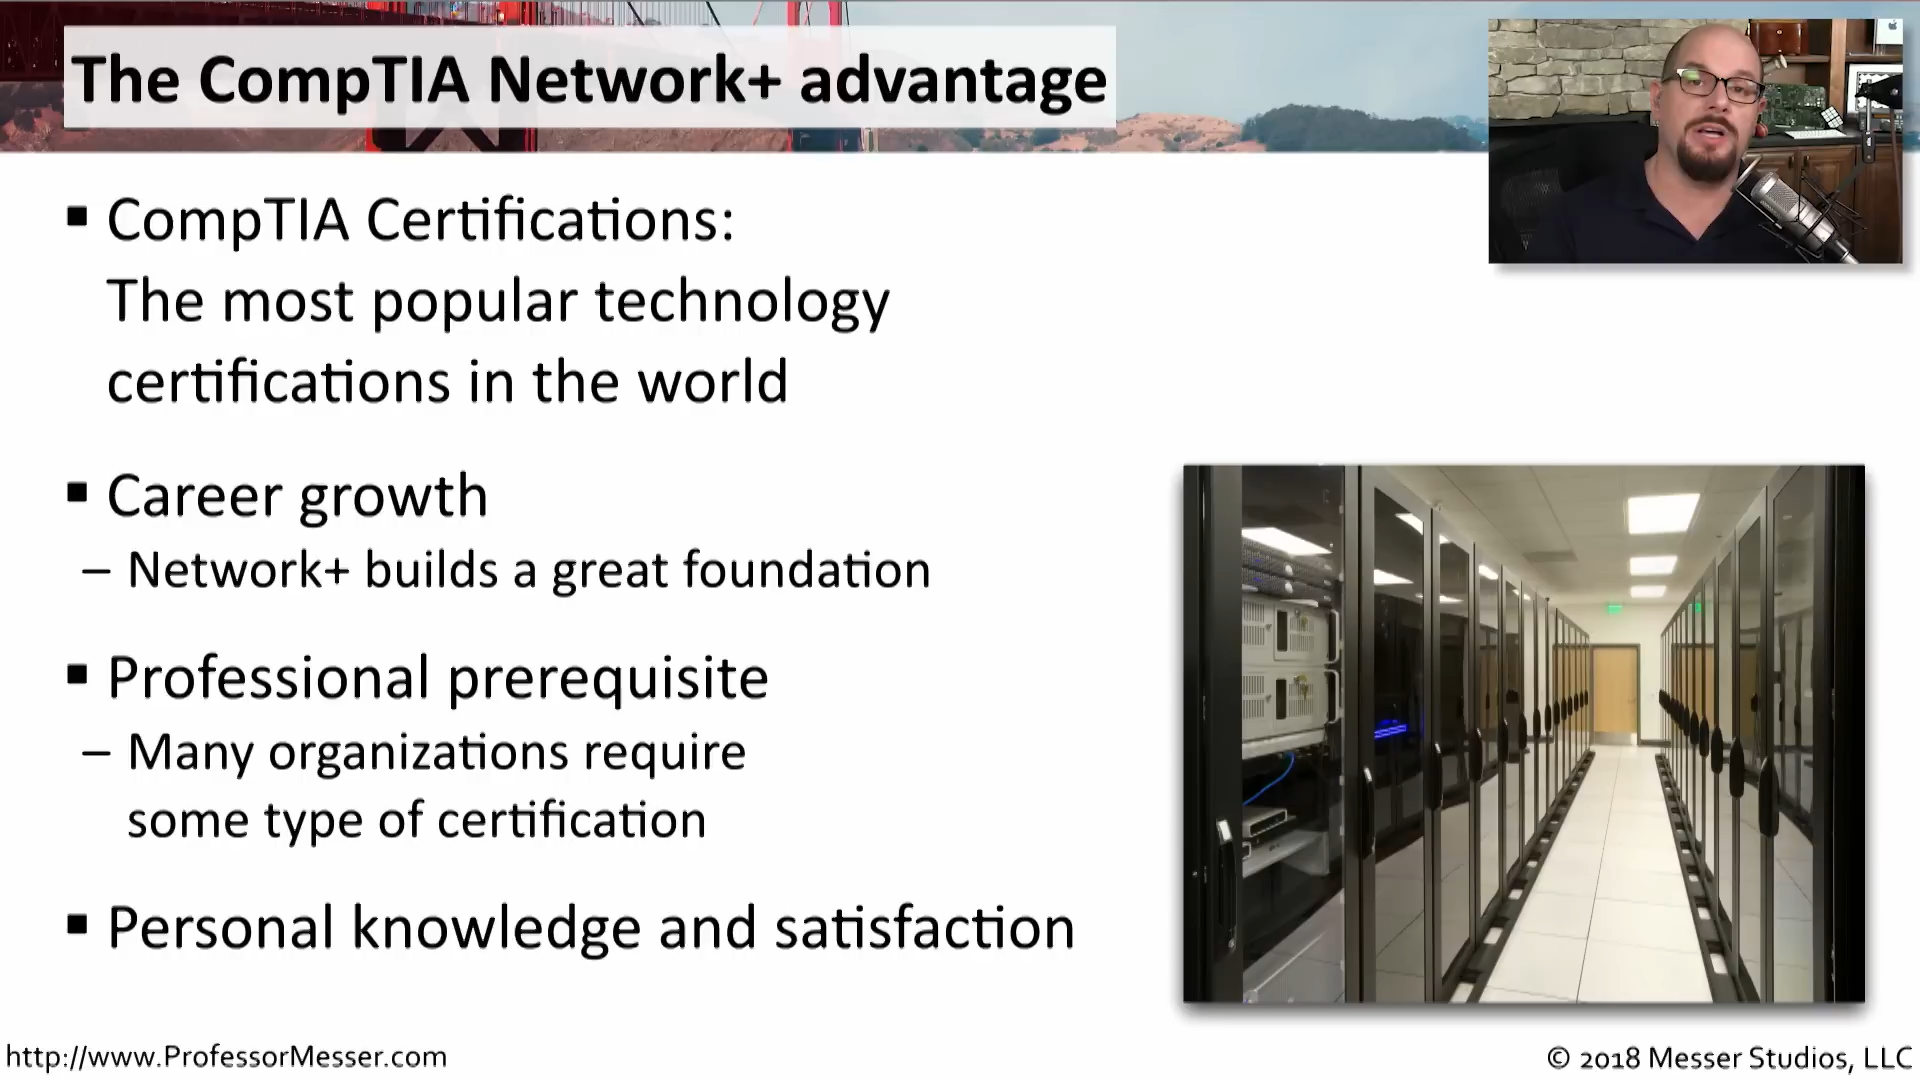 The CompTIA Network+ advantage
▪ CompTIA Certifications:
The most popular technology
certifications in the world
▪ Career growth
– Network+ builds a great foundation
▪ Professional prerequisite
– Many organizations require
some type of certification
▪ Personal knowledge and satisfaction
http://www.ProfessorMesser.com
© 2018 Messer Studios, LLC